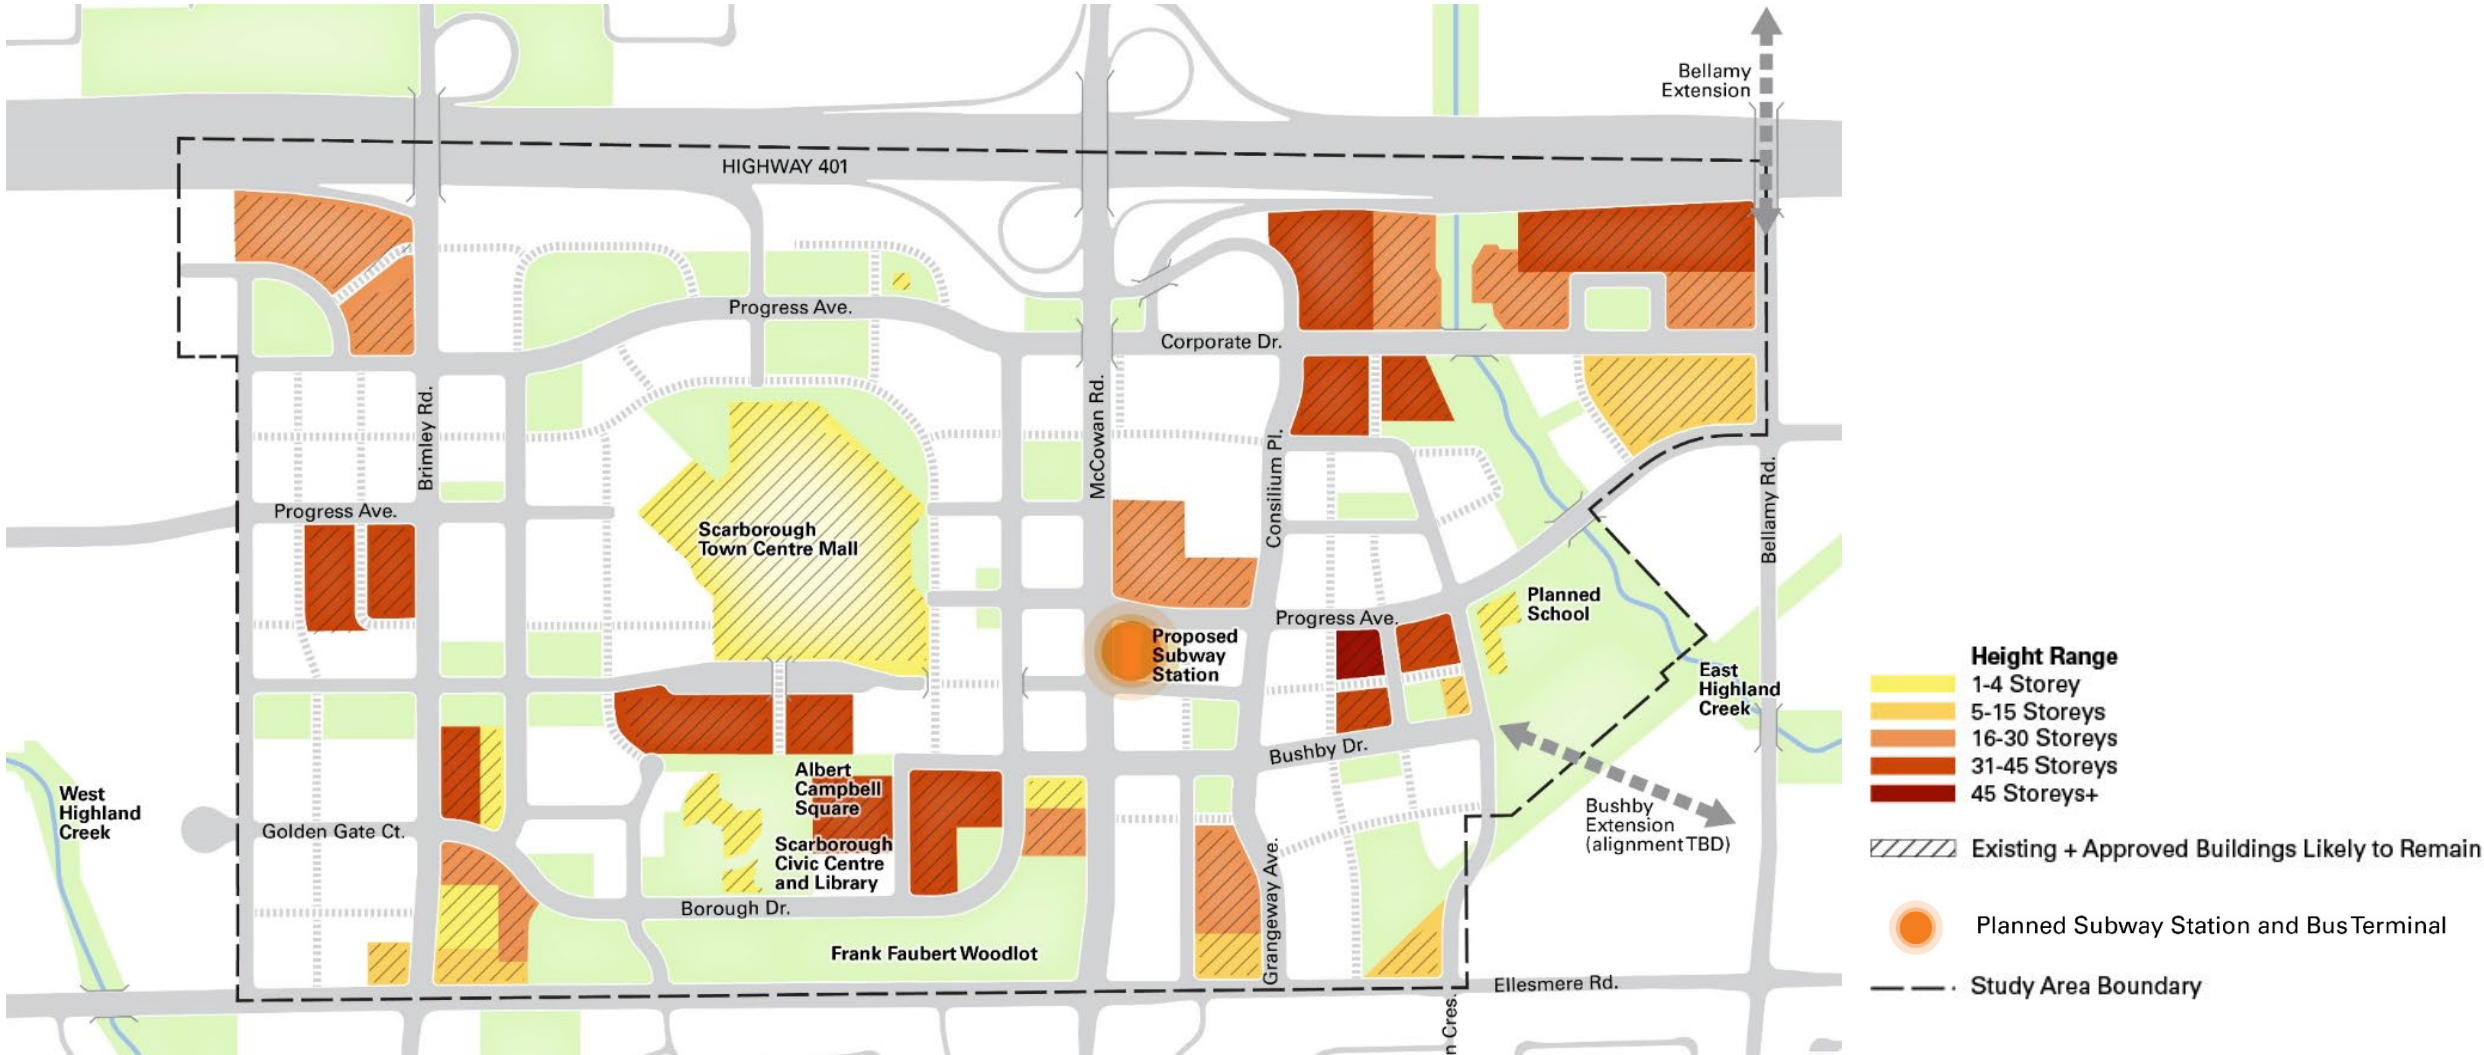 Bellamy
Extension
HIGHWAY 401
Progress Ave.
Corporate Dr.
Brimley Rd.
McCowan Rd.
Consilium Pl.
Bellamy Rd.
Progress Ave.
Scarborough
Town Centre Mall
Planned
School
Progress Ave.
Proposed
Subway
Station
East
Highland
Creek
Bushby Dr.
Albert
Campbell
Square
West
Highland
Creek
Golden Gate Ct.
Bushby
Extension
(alignment TBD)
Scarborough
Civic Centre
and Library
Grangeway Ave.
Borough Dr.
Frank Faubert Woodlot
Ellesmere Rd.
n Cres.
Height Range
1-4 Storey
5-15 Storeys
16-30 Storeys
31-45 Storeys
45 Storeys+
Existing + Approved Buildings Likely to Remain
Planned Subway Station and Bus Terminal
Study Area Boundary